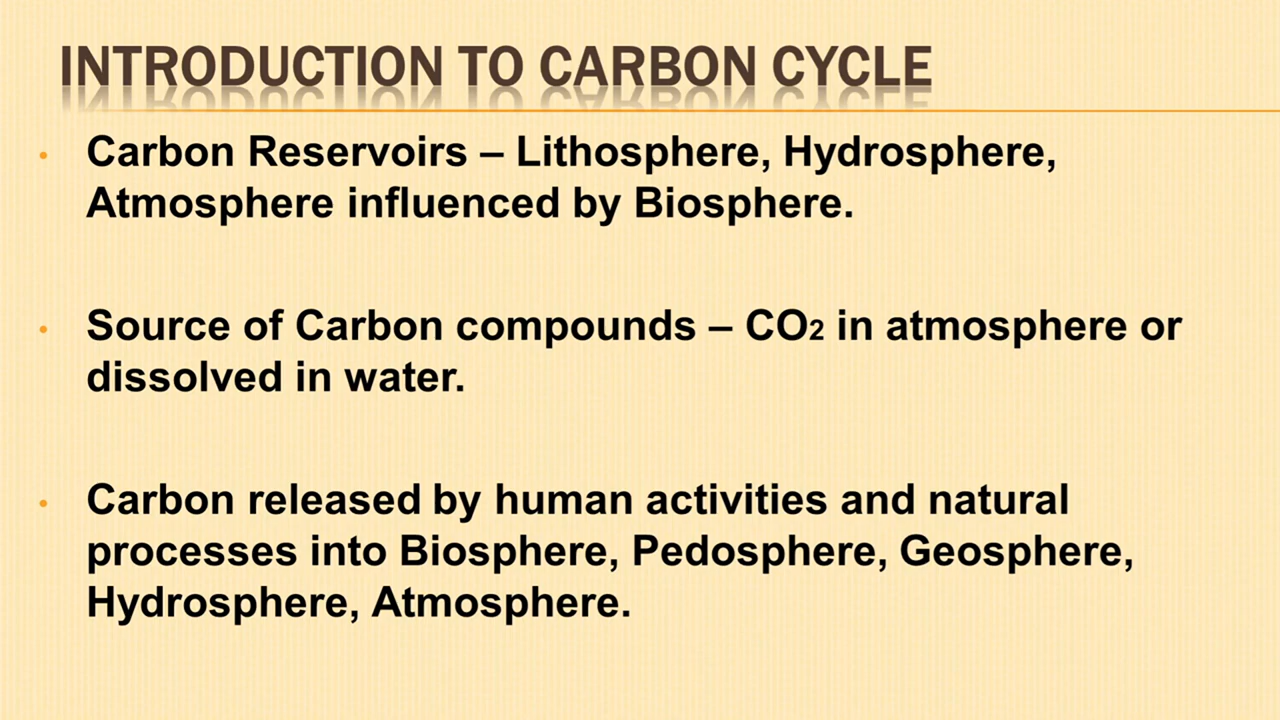 INTRODUCTION TO CARBON CYCLE
• Carbon Reservoirs – Lithosphere, Hydrosphere,
Atmosphere influenced by Biosphere.
• Source of Carbon compounds – CO₂ in atmosphere or
dissolved in water.
• Carbon released by human activities and natural
processes into Biosphere, Pedosphere, Geosphere,
Hydrosphere, Atmosphere.